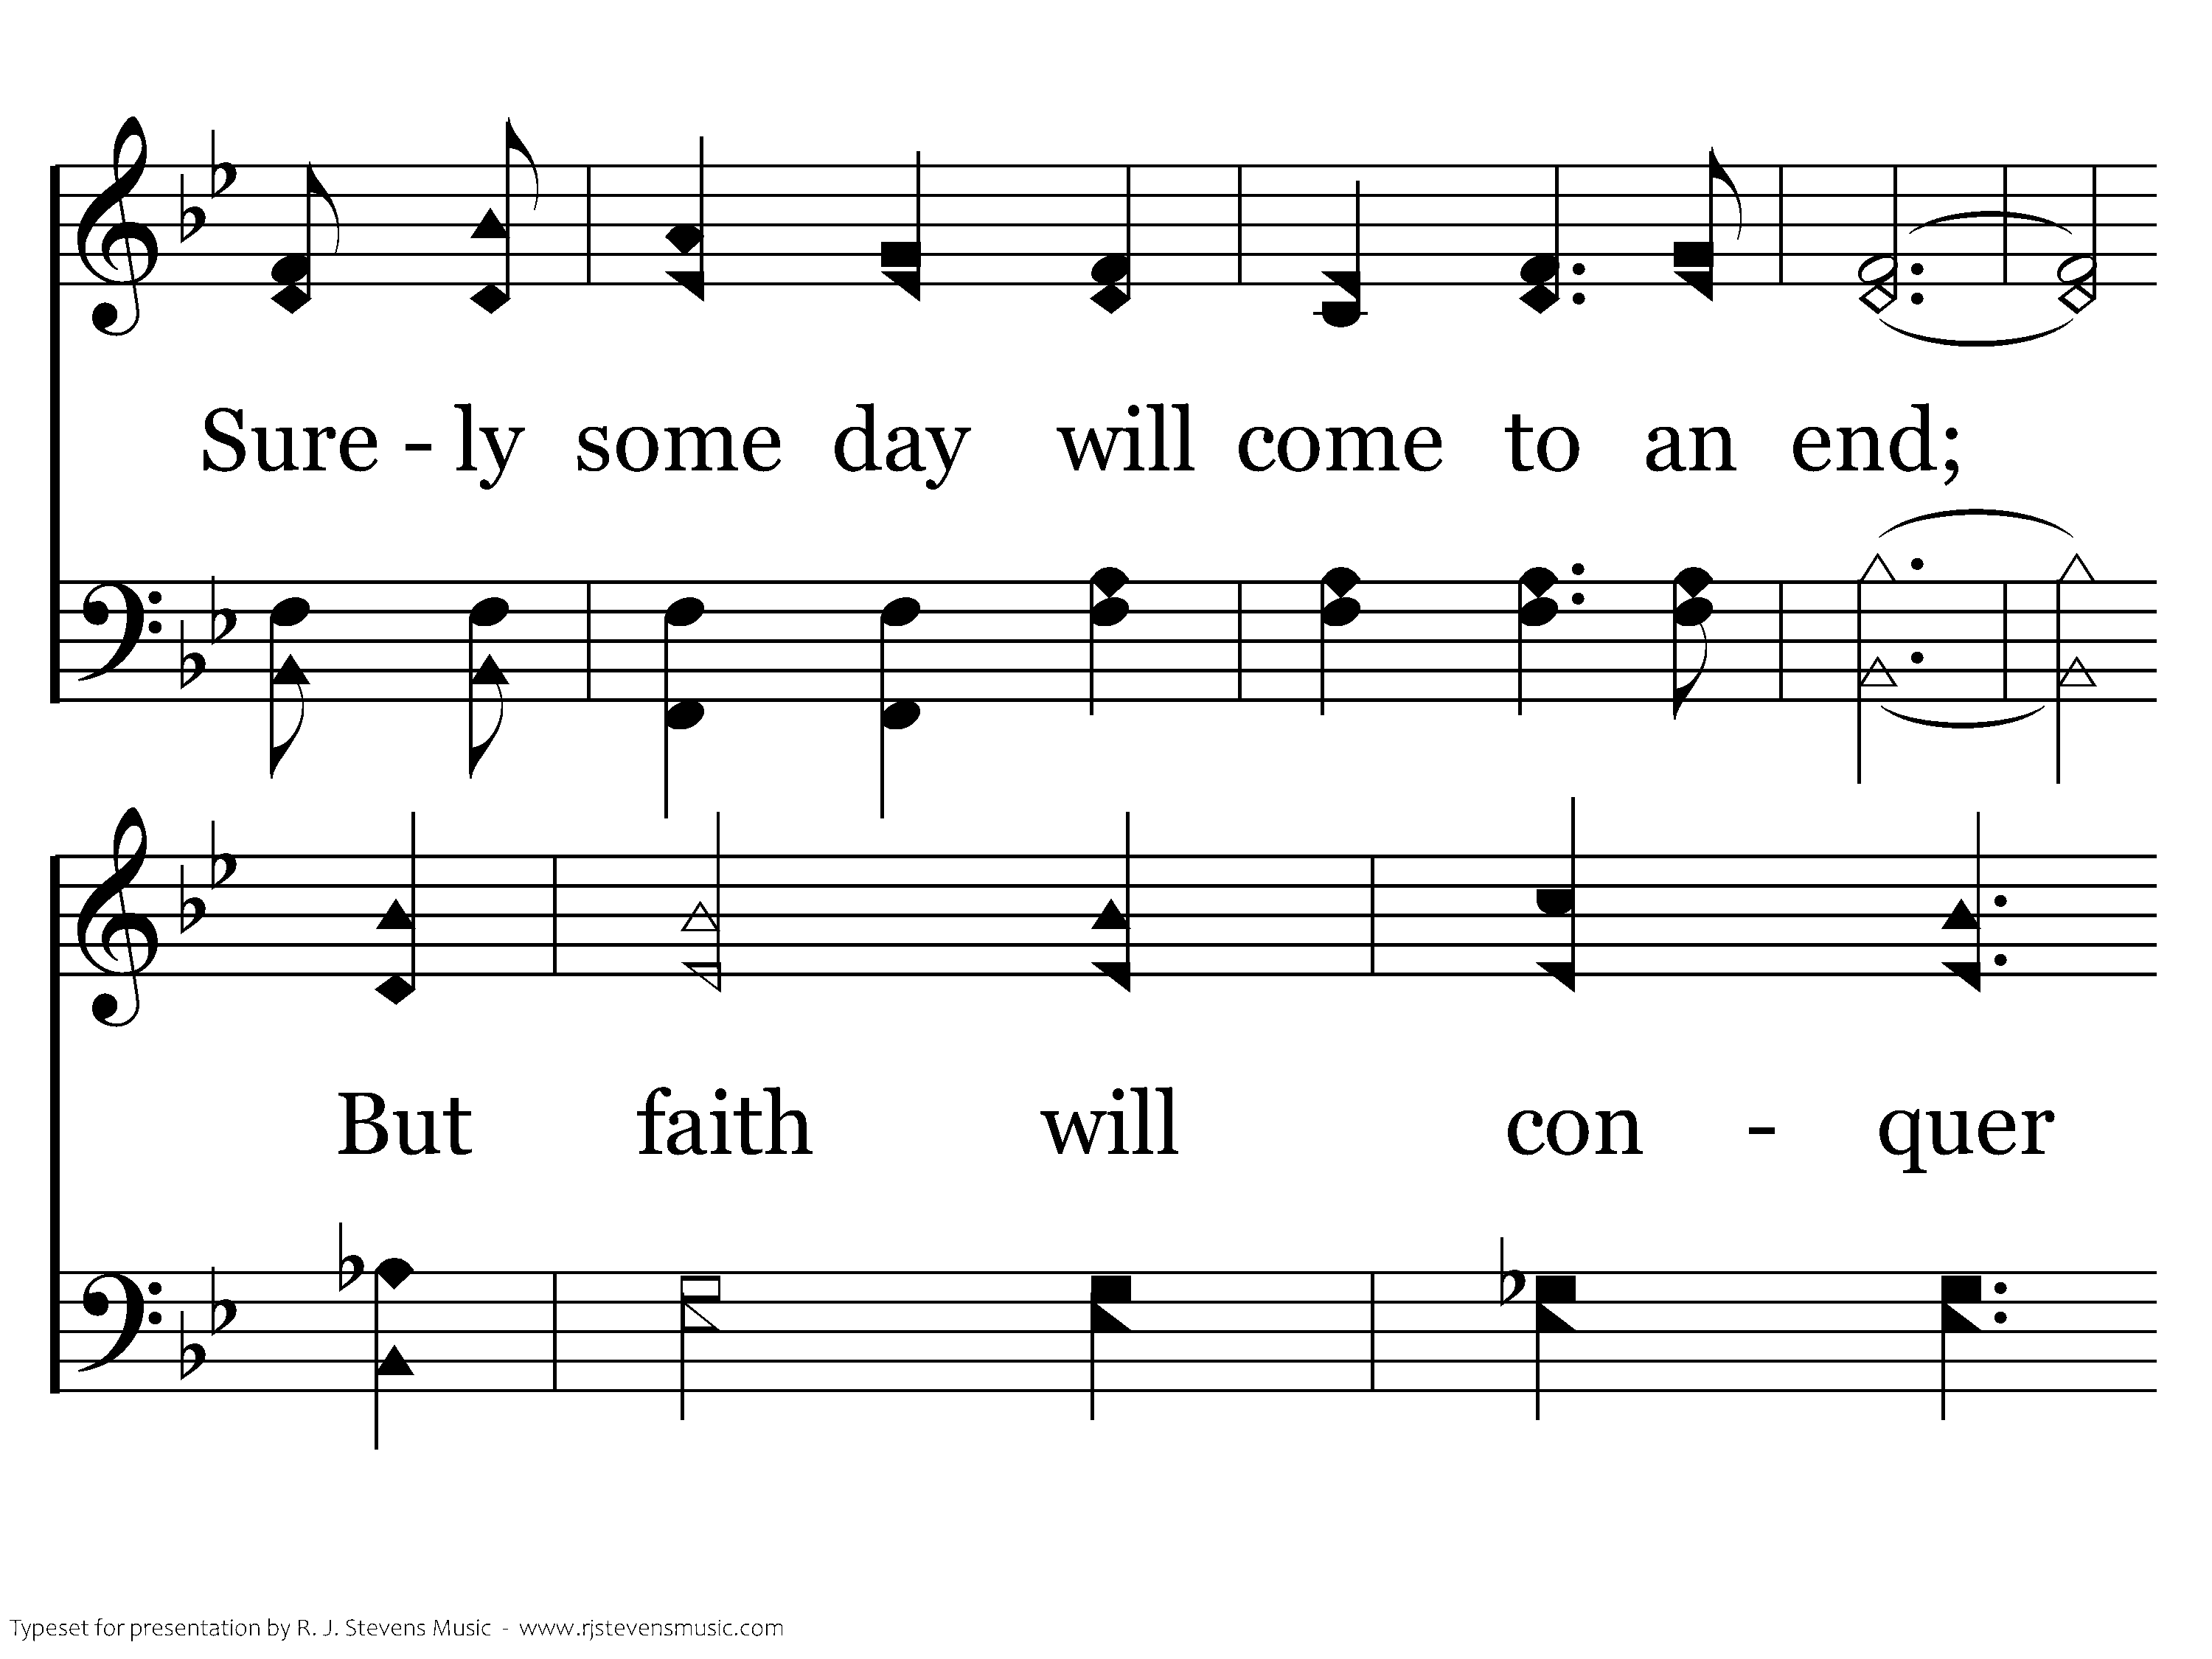 Sure - ly some day will come to an end;
But faith will con - quer
Typeset for presentation by R. J. Stevens Music - www.rjstevensmusic.com